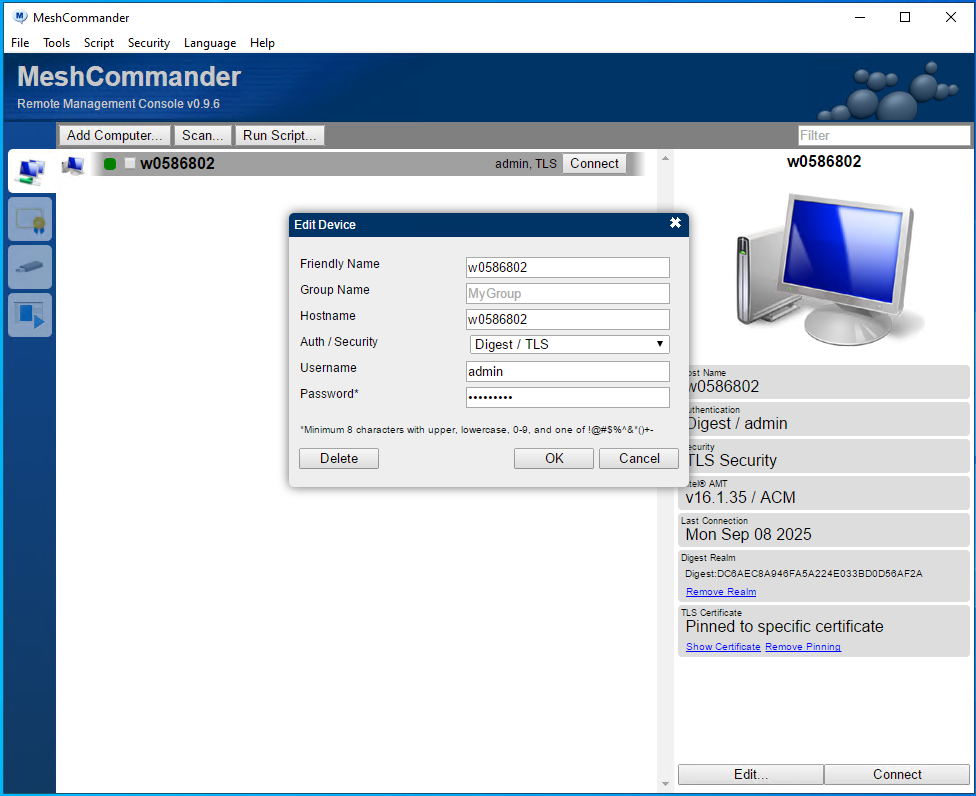 MeshCommander
File Tools Script Security Language Help
MeshCommander
Remote Management Console v0.9.6
Add Computer... Scan... Run Script... Filter
w0586802 admin, TLS Connect
w0586802
Edit Device
Friendly Name w0586802
Group Name MyGroup
Hostname w0586802
Auth / Security Digest / TLS
Username admin
Password* •••••••••
*Minimum 8 characters with upper, lowercase, 0-9, and one of !@#$%^&*()+-
Delete OK Cancel
ost Name
w0586802
uthentication
Digest / admin
ecurity
TLS Security
tel® AMT
v16.1.35 / ACM
Last Connection
Mon Sep 08 2025
Digest Realm
Digest:DC6AEC8A946FA5A224E033BD0D56AF2A
Remove Realm
TLS Certificate
Pinned to specific certificate
Show Certificate Remove Pinning
Edit... Connect